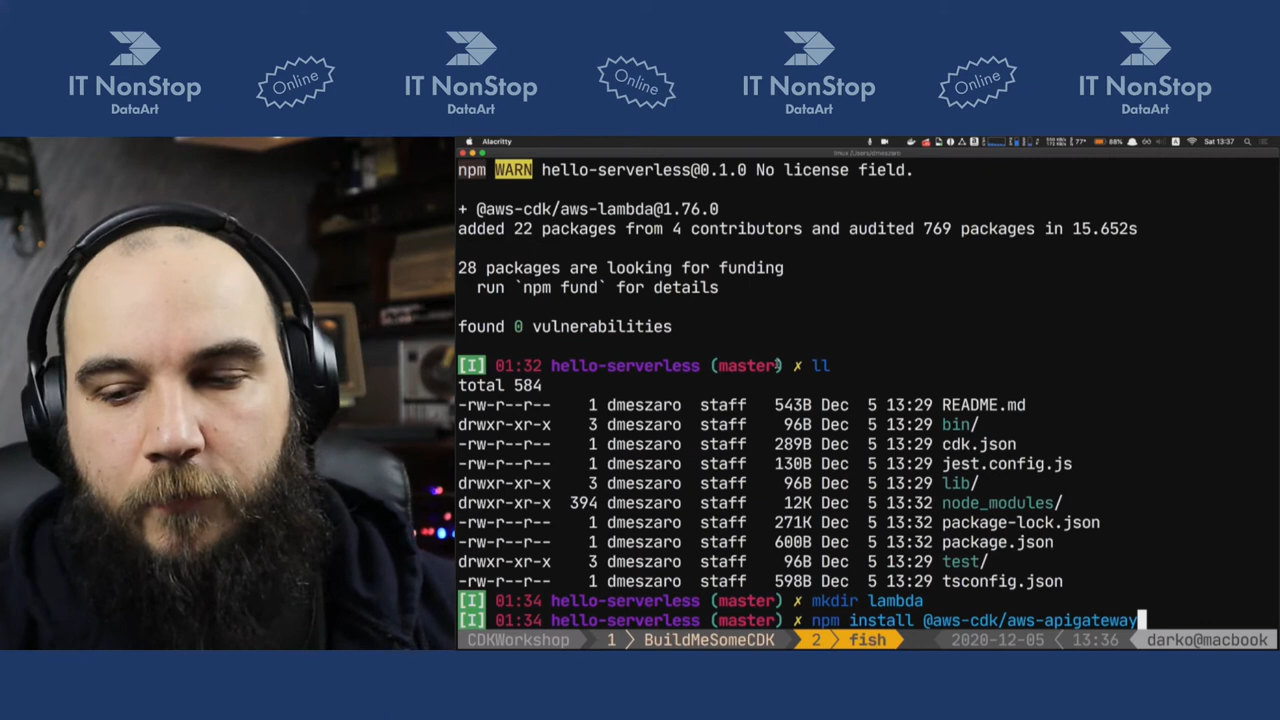 IT NonStop
DataArt
Online
IT NonStop
DataArt
Online
IT NonStop
DataArt
Online
IT NonStop
DataArt
Alacritty
88%
Sat 13:37
npm WARN hello-serverless@0.1.0 No license field.
+ @aws-cdk/aws-lambda@1.76.0
added 22 packages from 4 contributors and audited 769 packages in 15.652s
28 packages are looking for funding
run `npm fund` for details
found 0 vulnerabilities
[I] 01:32 hello-serverless (master) ✗ ll
total 584
-rw-r--r-- 1 dmeszaro staff 543B Dec 5 13:29 README.md
drwxr-xr-x 3 dmeszaro staff 96B Dec 5 13:29 bin/
-rw-r--r-- 1 dmeszaro staff 289B Dec 5 13:29 cdk.json
-rw-r--r-- 1 dmeszaro staff 130B Dec 5 13:29 jest.config.js
drwxr-xr-x 3 dmeszaro staff 96B Dec 5 13:29 lib/
drwxr-xr-x 394 dmeszaro staff 12K Dec 5 13:32 node_modules/
-rw-r--r-- 1 dmeszaro staff 271K Dec 5 13:32 package-lock.json
-rw-r--r-- 1 dmeszaro staff 600B Dec 5 13:32 package.json
drwxr-xr-x 3 dmeszaro staff 96B Dec 5 13:29 test/
-rw-r--r-- 1 dmeszaro staff 598B Dec 5 13:29 tsconfig.json
[I] 01:34 hello-serverless (master) ✗ mkdir lambda
[I] 01:34 hello-serverless (master) ✗ npm install @aws-cdk/aws-apigateway
CDKWorkshop 1 BuildMeSomeCDK 2 fish 2020-12-05 13:36 darko@macbook